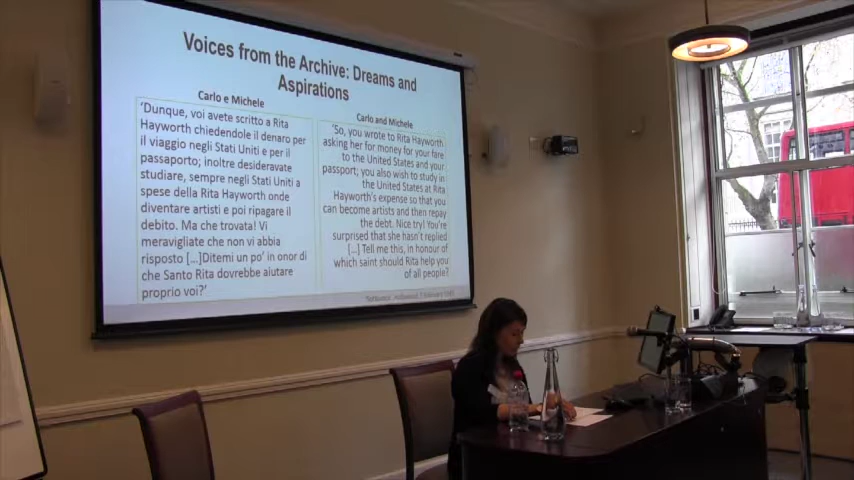 Voices from the Archive: Dreams and
Aspirations
Carlo e Michele
'Dunque, voi avete scritto a Rita
Hayworth chiedendole il denaro per
il viaggio negli Stati Uniti e per il
passaporto; inoltre desideravate
studiare, sempre negli Stati Uniti a
spese della Rita Hayworth onde
diventare artisti e poi ripagare il
debito. Ma che trovata! Vi
meravigliate che non vi abbia
risposto [...]Ditemi un po' in onor di
che Santo Rita dovrebbe aiutare
proprio voi?'
Carlo and Michele
'So, you wrote to Rita Hayworth
asking her for money for your fare
to the United States and your
passport; you also wish to study in
the United States at Rita
Hayworth's expense so that you
can become artists and then repay
the debt. Nice try! You're
surprised that she hasn't replied
[...] Tell me this, in honour of
which saint should Rita help you
of all people?